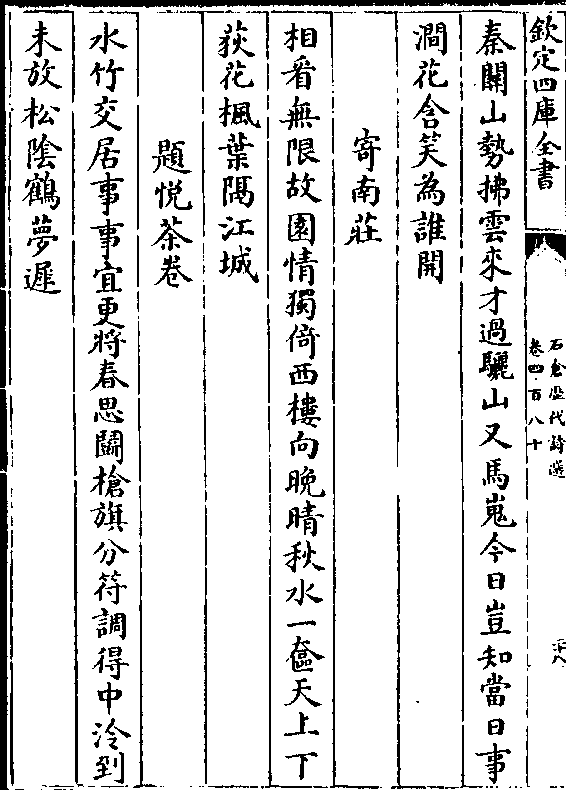 欽定四庫全書
石倉歷代詩選
卷四百八十
秦關山勢拂雲來才過驪山又馬嵬今日豈知當日事
澗花含笑為誰開
寄南莊
相看無限故園情獨倚西樓向晚晴秋水一奩天上下
荻花楓葉隔江城
題悅茶卷
水竹交居事事宜更將春思鬭槍旗分符調得中泠到
未放松陰鶴夢遲